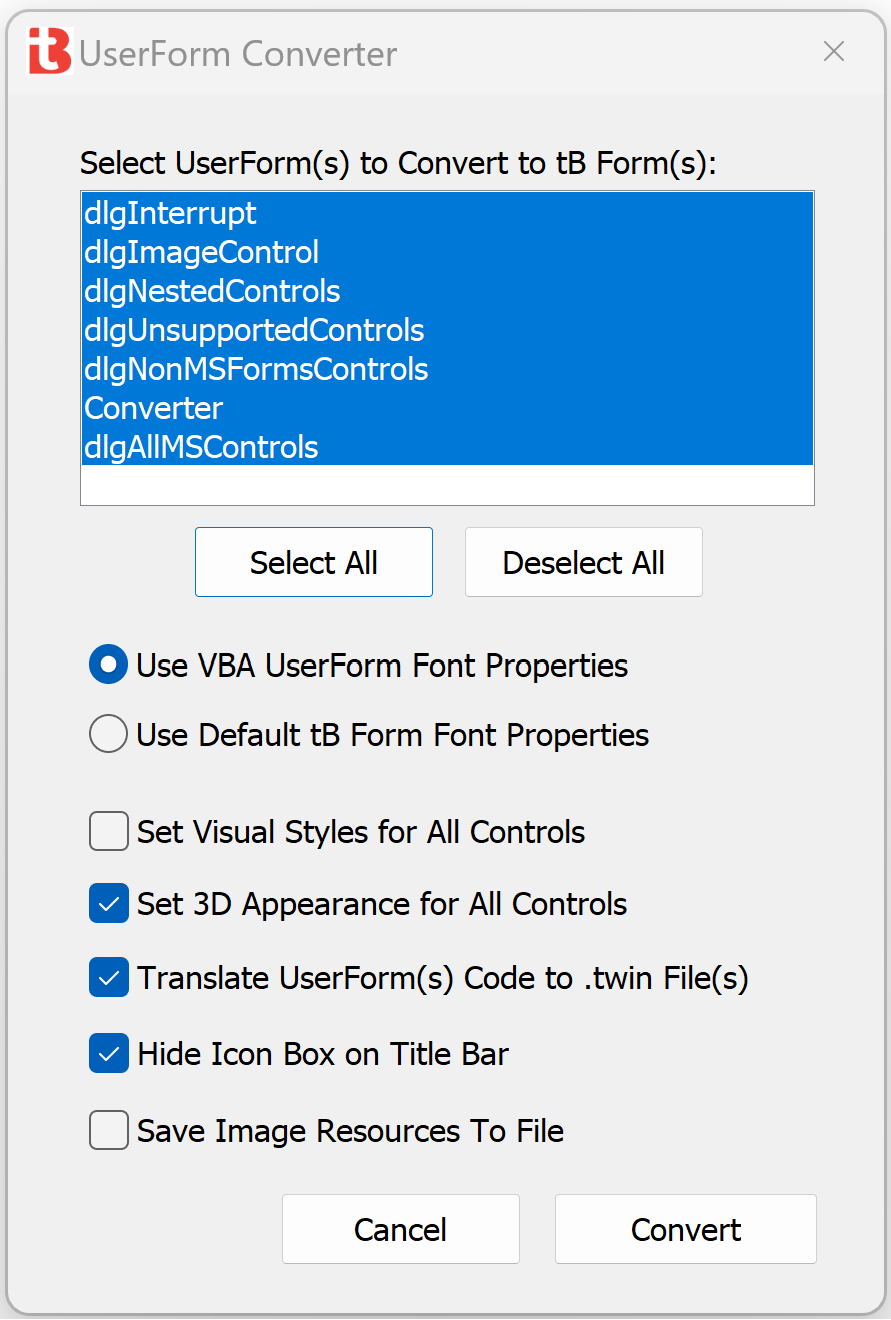 tB UserForm Converter
Select UserForm(s) to Convert to tB Form(s):
dlgInterrupt
dlgImageControl
dlgNestedControls
dlgUnsupportedControls
dlgNonMSFormsControls
Converter
dlgAllMSControls
Select All Deselect All
Use VBA UserForm Font Properties
Use Default tB Form Font Properties
Set Visual Styles for All Controls
Set 3D Appearance for All Controls
Translate UserForm(s) Code to .twin File(s)
Hide Icon Box on Title Bar
Save Image Resources To File
Cancel Convert